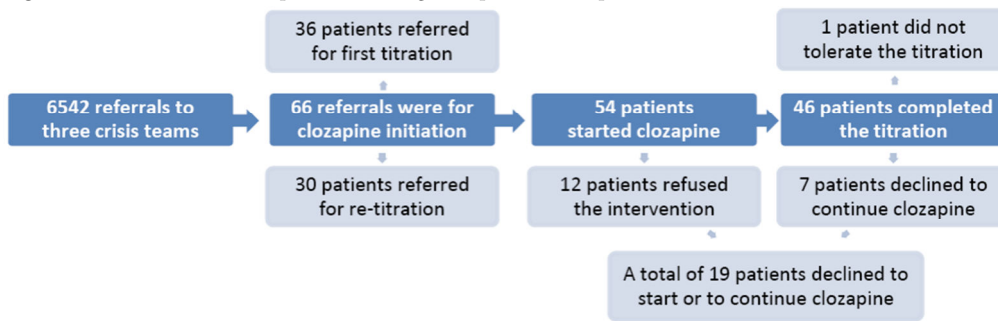 36 patients referred
for first titration
1 patient did not
tolerate the titration
6542 referrals to
three crisis teams
66 referrals were for
clozapine initiation
54 patients
started clozapine
46 patients completed
the titration
30 patients referred
for re-titration
12 patients refused
the intervention
7 patients declined to
continue clozapine
A total of 19 patients declined to
start or to continue clozapine